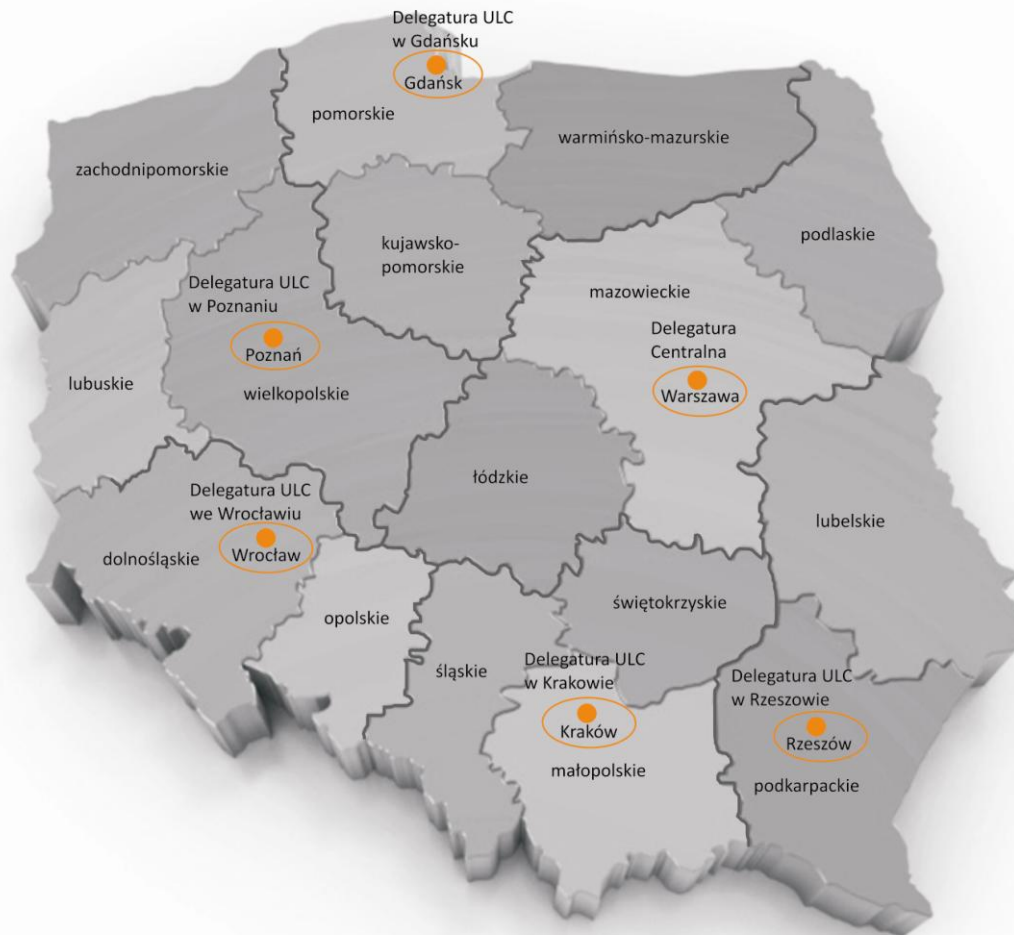 Delegatura ULC
w Gdańsku
Gdańsk
pomorskie
warmińsko-mazurskie
zachodnipomorskie
podlaskie
kujawsko-
pomorskie
Delegatura ULC
w Poznaniu
Poznań
mazowieckie
Delegatura
Centralna
Warszawa
lubuskie
wielkopolskie
łódzkie
Delegatura ULC
we Wrocławiu
Wrocław
dolnośląskie
lubelskie
świętokrzyskie
opolskie
śląskie
Delegatura ULC
w Krakowie
Kraków
małopolskie
Delegatura ULC
w Rzeszowie
Rzeszów
podkarpackie